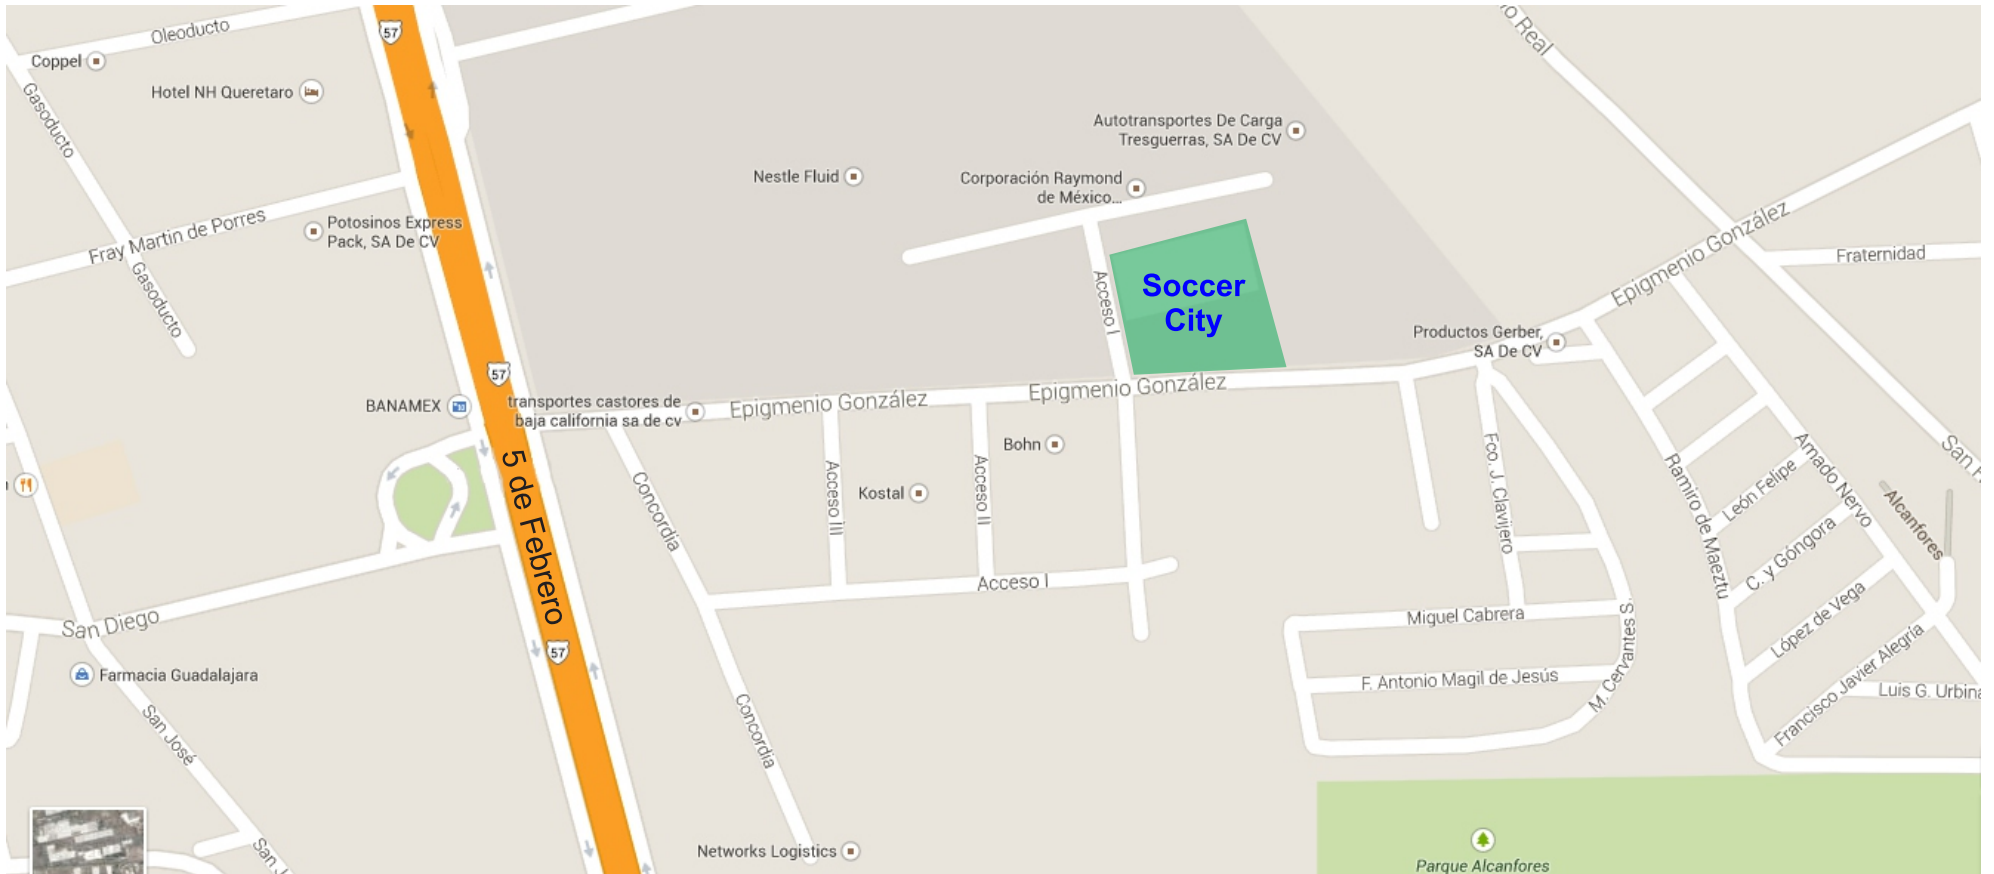 Oleoducto
57
o Real
Coppel
Hotel NH Queretaro
Gasoducto
Autotransportes De Carga
Tresguerras, SA De CV
Nestle Fluid
Corporación Raymond
de México...
Fray Martin de Porres
Potosinos Express
Pack, SA De CV
Gasoducto
Epigmenio González
Fraternidad
Acceso I
Soccer
City
Productos Gerber,
SA De CV
57
BANAMEX
transportes castores de
baja california sa de cv
Epigmenio González
Epigmenio González
Bohn
Kostal
5 de Febrero
Concordia
Acceso III
Acceso II
Fco. J. Clavijero
Ramiro de Maeztu
León Felipe
Amado Nervo
San
Alcanfores
C. y Góngora
Acceso I
López de Vega
San Diego
Miguel Cabrera
M. Cervantes S.
Francisco Javier Alegría
57
Farmacia Guadalajara
F. Antonio Magil de Jesús
Luis G. Urbina
San José
Concordia
Networks Logistics
San J
Parque Alcanfores